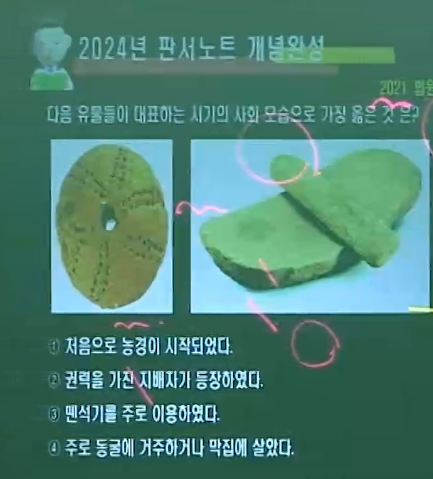 2024년 판서노트 개념완성
2021 법원
다음 유물들이 대표하는 시기의 사회 모습으로 가장 옳은 것 은?
① 처음으로 농경이 시작되었다.
② 권력을 가진 지배자가 등장하였다.
③ 뗀석기를 주로 이용하였다.
④ 주로 동굴에 거주하거나 막집에 살았다.